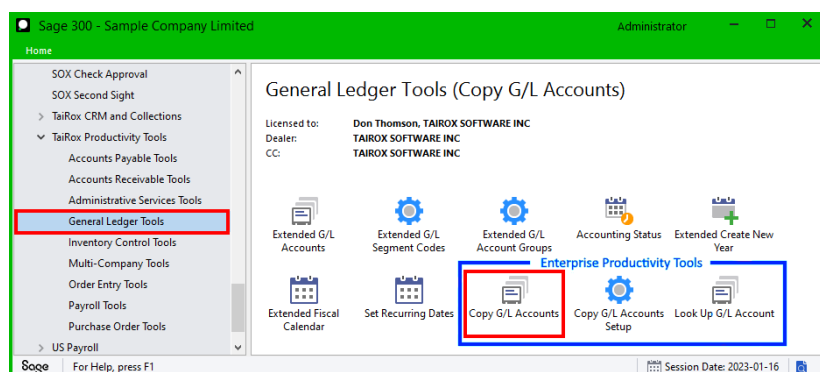 Sage 300 - Sample Company Limited
Administrator
Home
SOX Check Approval
SOX Second Sight
TaiRox CRM and Collections
TaiRox Productivity Tools
Accounts Payable Tools
Accounts Receivable Tools
Administrative Services Tools
General Ledger Tools
Inventory Control Tools
Multi-Company Tools
Order Entry Tools
Payroll Tools
Purchase Order Tools
US Payroll
General Ledger Tools (Copy G/L Accounts)
Licensed to: Don Thomson, TAIROX SOFTWARE INC
Dealer: TAIROX SOFTWARE INC
CC: TAIROX SOFTWARE INC
Extended G/L
Accounts
Extended G/L
Segment Codes
Extended G/L
Account Groups
Accounting Status
Extended Create New
Year
Enterprise Productivity Tools
Extended Fiscal
Calendar
Set Recurring Dates
Copy G/L Accounts
Copy G/L Accounts
Setup
Look Up G/L Account
Sage
For Help, press F1
Session Date: 2023-01-16